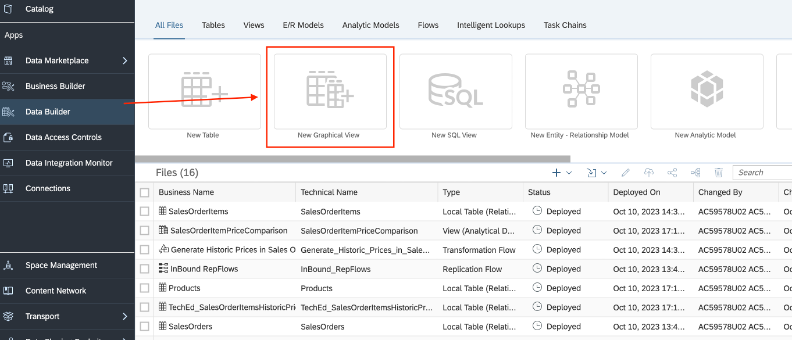 Catalog
Apps
Data Marketplace
Business Builder
Data Builder
Data Access Controls
Data Integration Monitor
Connections
Space Management
Content Network
Transport
All Files Tables Views E/R Models Analytic Models Flows Intelligent Lookups Task Chains
New Table New Graphical View SQL New SQL View New Entity - Relationship Model New Analytic Model
Files (16) Search
Business Name Technical Name Type Status Deployed On Changed By
SalesOrderItems SalesOrderItems Local Table (Relati... Deployed Oct 10, 2023 14:3... AC59578U02 AC5...
SalesOrderItemPriceComparison SalesOrderItemPriceComparison View (Analytical D... Deployed Oct 10, 2023 17:1... AC59578U02 AC5...
Generate Historic Prices in Sales O Generate_Historic_Prices_in_Sale... Transformation Flow Deployed Oct 10, 2023 14:3... AC59578U02 AC5...
InBound RepFlows InBound_RepFlows Replication Flow Deployed Oct 10, 2023 13:4... AC59578U02 AC5...
Products Products Local Table (Relati... Deployed Oct 10, 2023 17:1... AC59578U02 AC5...
TechEd_SalesOrderItemsHistoricPri TechEd_SalesOrderItemsHistoricPr... Local Table (Relati... Deployed Oct 10, 2023 17:1... AC59578U02 AC5...
SalesOrders SalesOrders Local Table (Relati... Deployed Oct 10, 2023 13:4... AC59578U02 AC5...